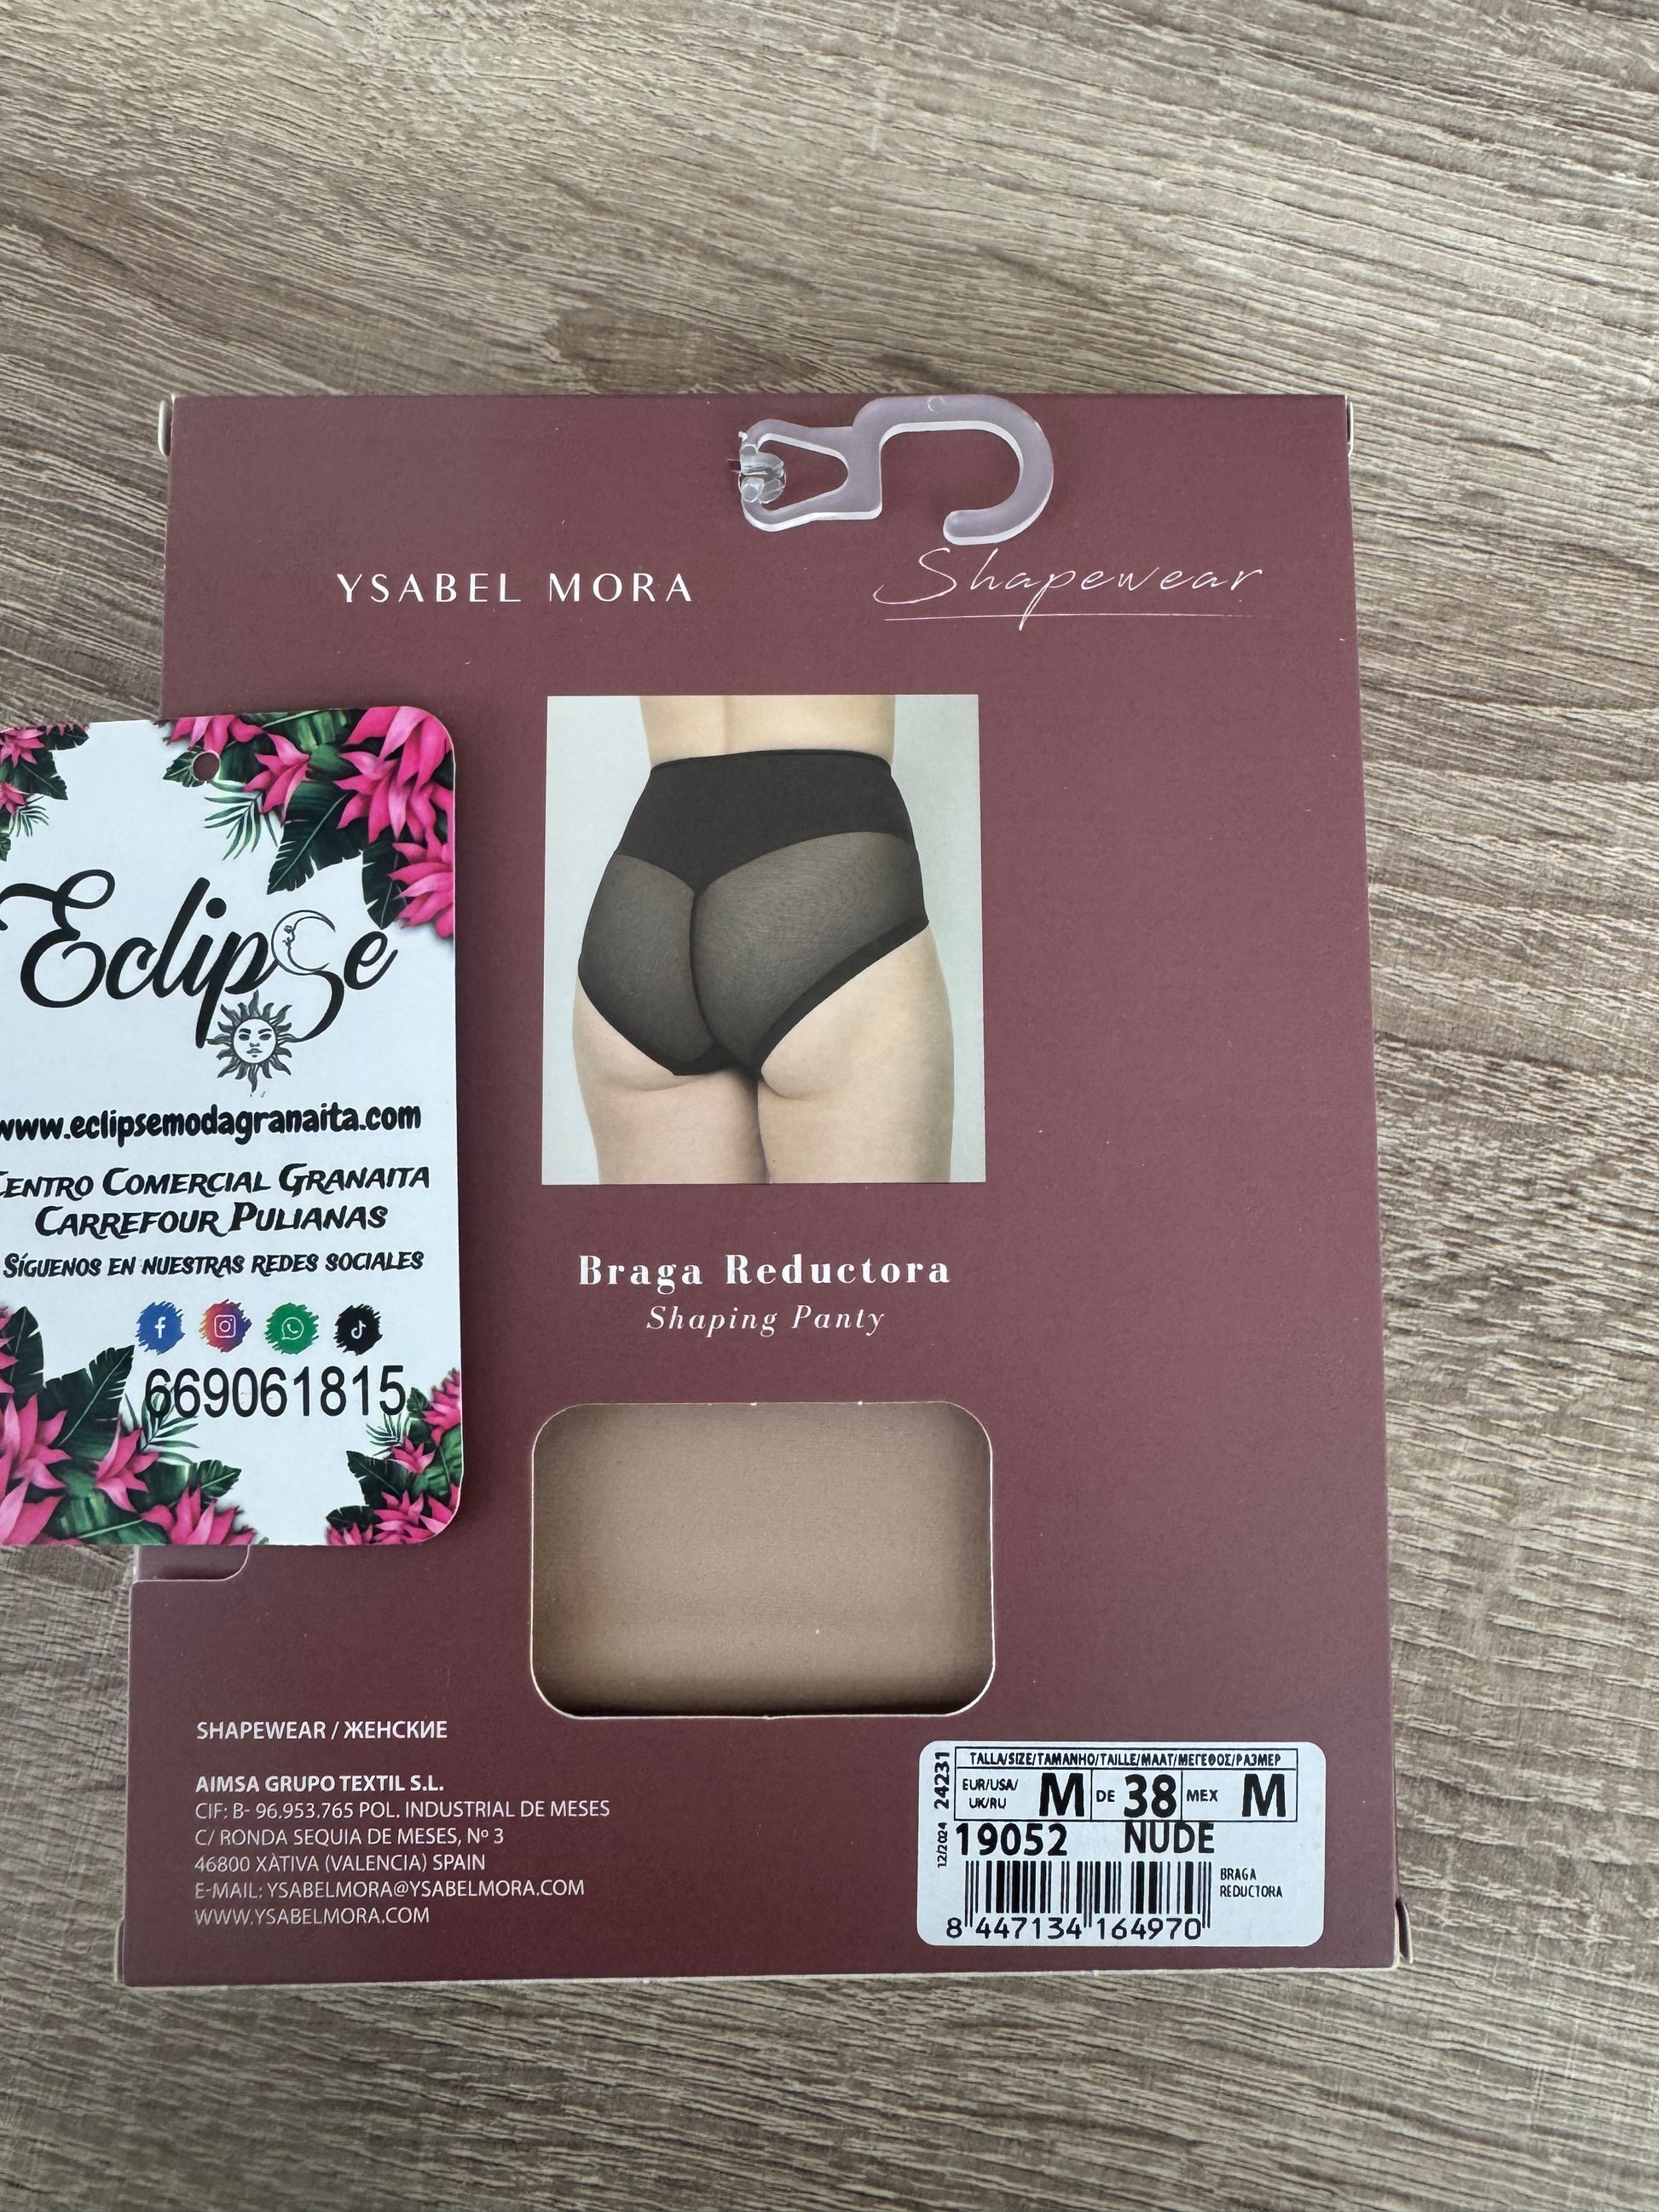 YSABEL MORA
Shapewear
Eclipse
www.eclipsemodagranaita.com
CENTRO COMERCIAL GRANAITA
CARREFOUR PULIANAS
SÍGUENOS EN NUESTRAS REDES SOCIALES
669061815
Braga Reductora
Shaping Panty
SHAPEWEAR / ЖЕНСКИЕ
AIMSA GRUPO TEXTIL S.L.
CIF: B- 96.953.765 POL. INDUSTRIAL DE MESES
C/ RONDA SEQUIA DE MESES, Nº 3
46800 XÀTIVA (VALENCIA) SPAIN
E-MAIL: YSABELMORA@YSABELMORA.COM
WWW.YSABELMORA.COM
TALLA/SIZE/TAMANHO/TAILLE/MAAT/ΜΕΓΕΘΟΣ/РАЗМЕР
EUR/USA/ UK/RU M DE 38 MEX M
12/2024 24231
19052 NUDE
BRAGA
REDUCTORA
8 447134 164970